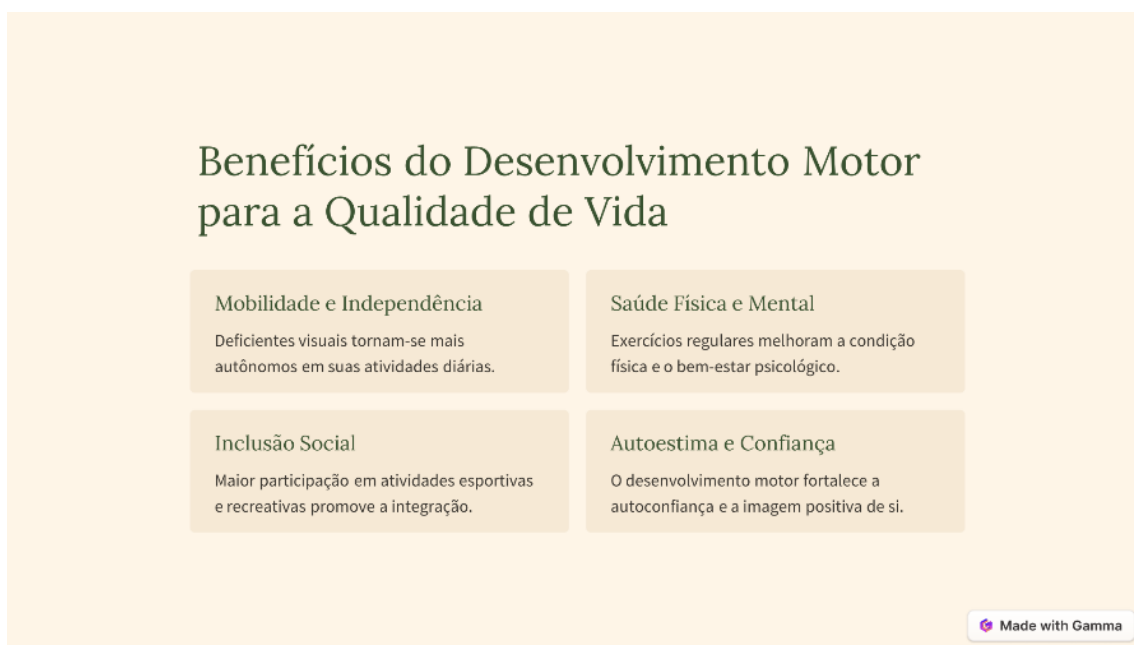 Benefícios do Desenvolvimento Motor
para a Qualidade de Vida
Mobilidade e Independência
Deficientes visuais tornam-se mais
autônomos em suas atividades diárias.
Saúde Física e Mental
Exercícios regulares melhoram a condição
física e o bem-estar psicológico.
Inclusão Social
Maior participação em atividades esportivas
e recreativas promove a integração.
Autoestima e Confiança
O desenvolvimento motor fortalece a
autoconfiança e a imagem positiva de si.
Made with Gamma